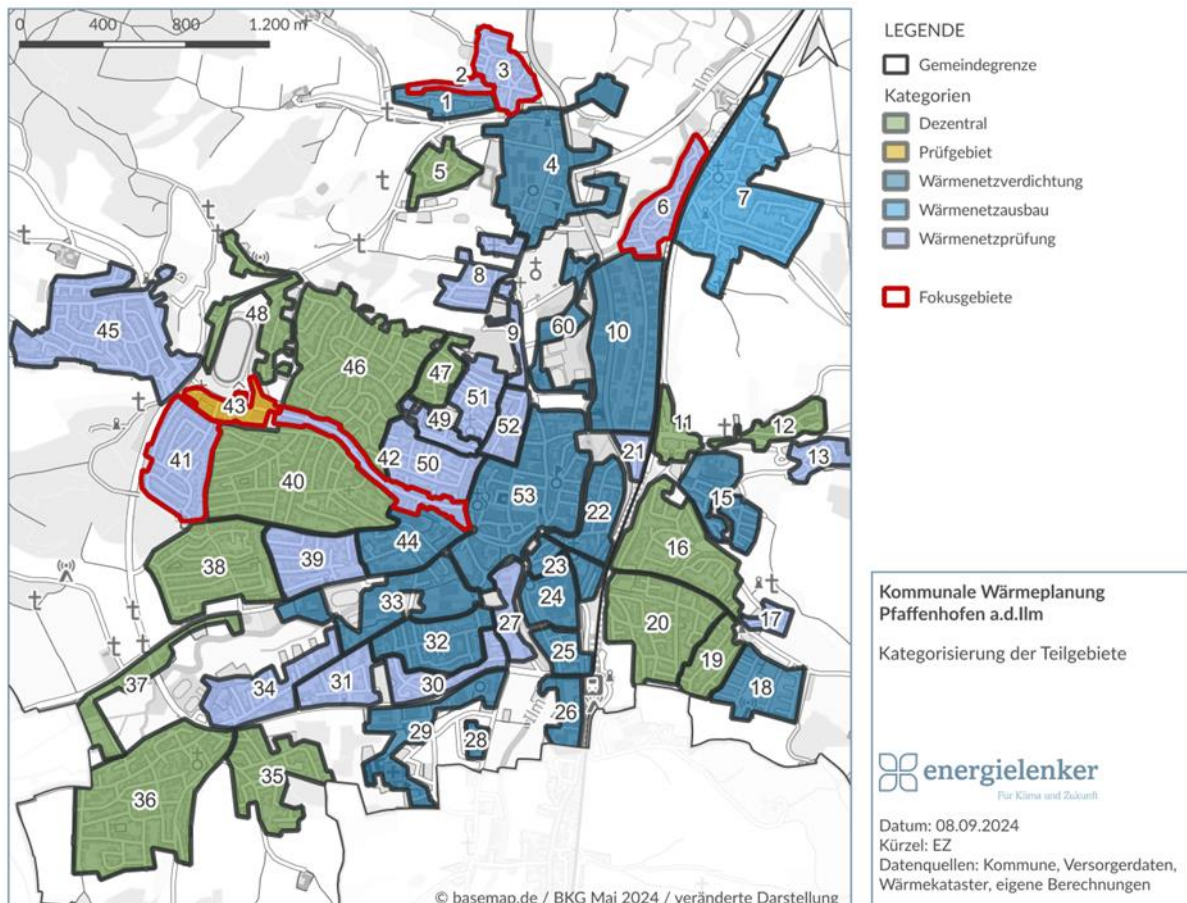 0 400 800 1.200 m
LEGENDE
Gemeindegrenze
Kategorien
Dezentral
Prüfgebiet
Wärmenetzverdichtung
Wärmenetzausbau
Wärmenetzprüfung
Fokusgebiete
2
3
1
Ilm
4
5
6
7
8
9
60
10
48
45
46
47
51
49
52
43
41
42
50
40
11
12
13
21
53
22
15
16
38
39
44
23
33
24
27
17
32
25
20
19
18
37
34
31
30
26
Ilm
29
28
35
36
Kommunale Wärmeplanung
Pfaffenhofen a.d.Ilm
Kategorisierung der Teilgebiete
energielenker
Für Klima und Zukunft
Datum: 08.09.2024
Kürzel: EZ
Datenquellen: Kommune, Versorgerdaten,
Wärmekataster, eigene Berechnungen
© basemap.de / BKG Mai 2024 / veränderte Darstellung